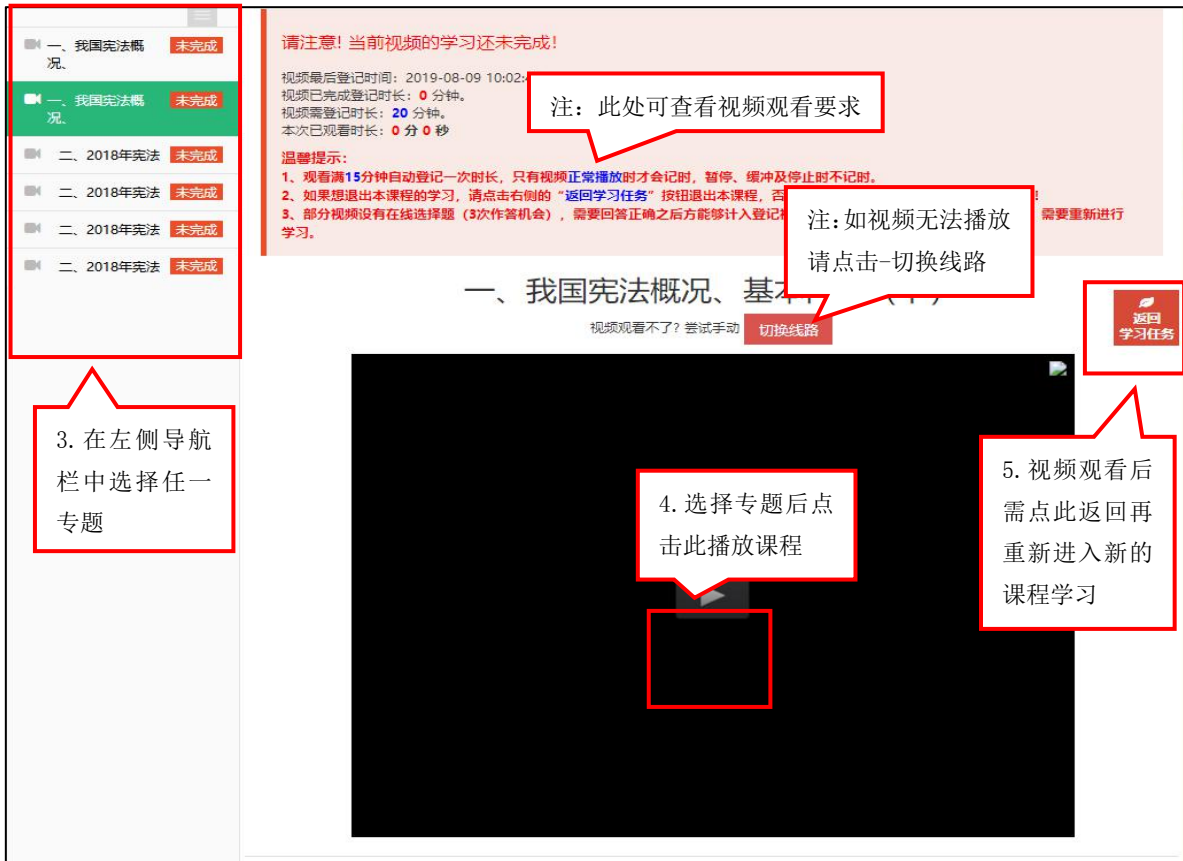 一、我国宪法概
况、
未完成
一、我国宪法概
况、
未完成
二、2018年宪法 未完成
二、2018年宪法 未完成
二、2018年宪法 未完成
二、2018年宪法 未完成
3.在左侧导航
栏中选择任一
专题
请注意! 当前视频的学习还未完成!
视频最后登记时间: 2019-08-09 10:02:
视频已完成登记时长: 0 分钟。
视频需登记时长: 20 分钟。
本次已观看时长: 0 分 0 秒
注: 此处可查看视频观看要求
温馨提示:
1、观看满15分钟自动登记一次时长, 只有视频正常播放时才会记时, 暂停、缓冲及停止时不记时。
2、如果想退出本课程的学习, 请点击右侧的“返回学习任务”按钮退出本课程, 否
3、部分视频设有在线选择题 (3次作答机会) , 需要回答正确之后方能够计入登记 需要重新进行
学习。
注:如视频无法播放
请点击-切换线路
一、我国宪法概况、基本
视频观看不了? 尝试手动 切换线路
返回
学习任务
4.选择专题后点
击此播放课程
5.视频观看后
需点此返回再
重新进入新的
课程学习